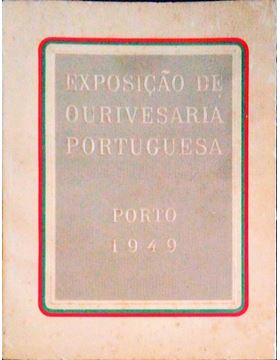 EXPOSIÇÃO DE
OURIVESARIA
PORTUGUESA
PORTO
1949